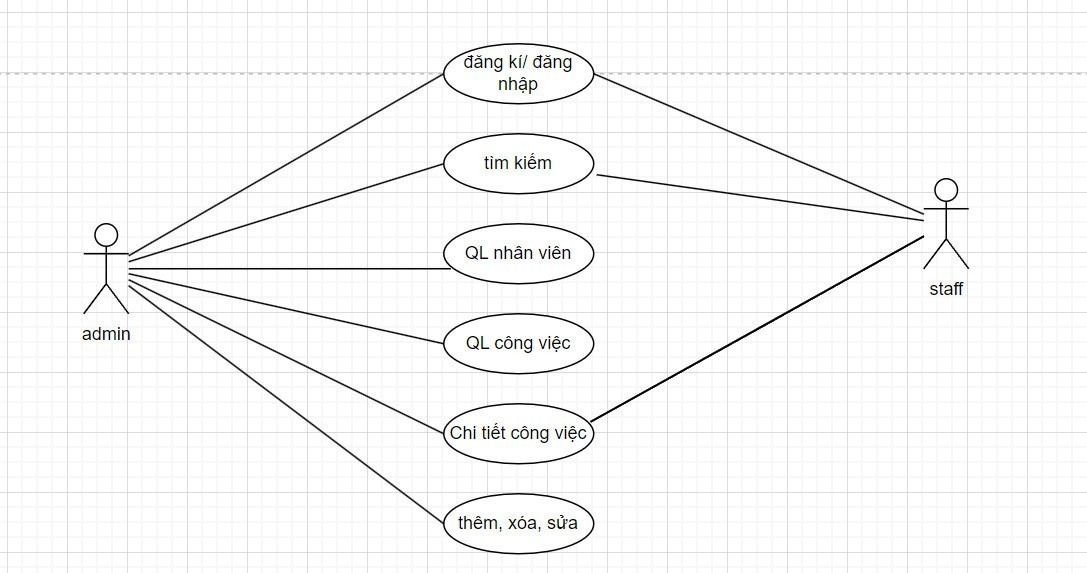 đăng kí/ đăng
nhập
tìm kiếm
QL nhân viên
staff
admin
QL công việc
Chi tiết công việc
thêm, xóa, sửa